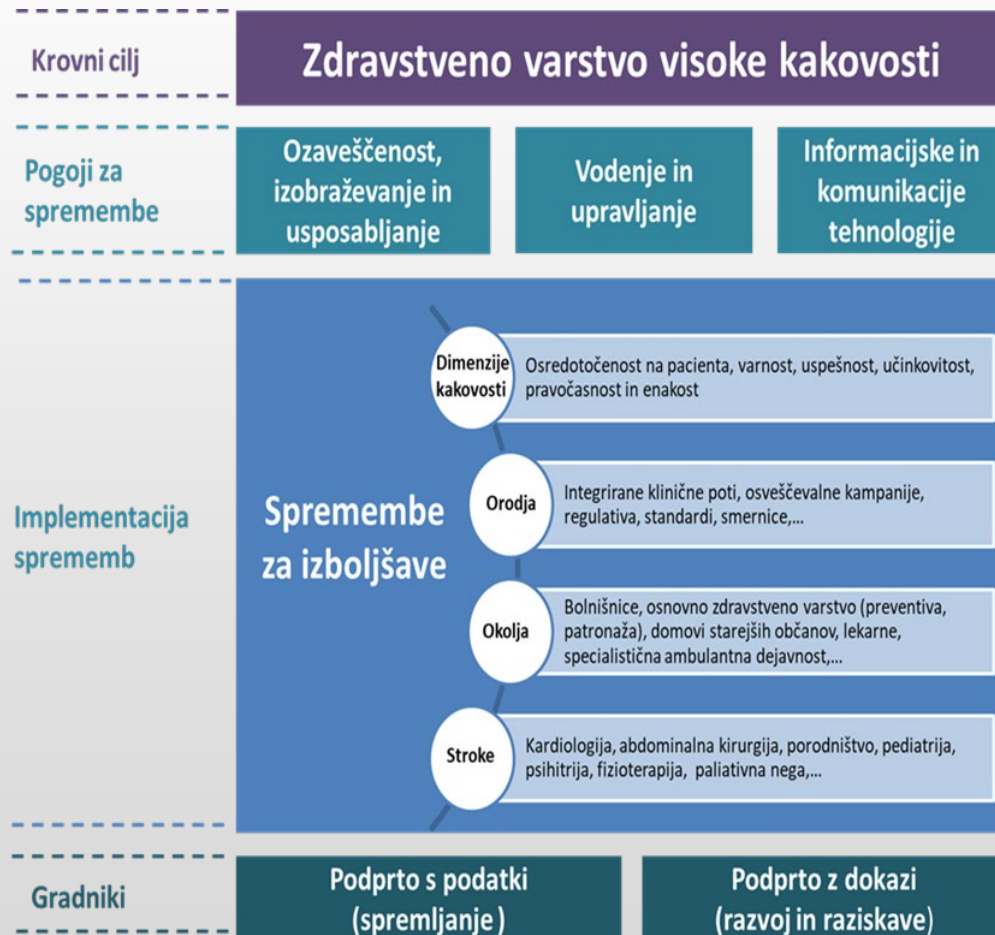 Krovni cilj
Zdravstveno varstvo visoke kakovosti
Pogoji za
spremembe
Ozaveščenost,
izobraževanje in
usposabljanje
Vodenje in
upravljanje
Informacijske in
komunikacije
tehnologije
Implementacija
sprememb
Spremembe
za izboljšave
Dimenzije
kakovosti
Osredotočenost na pacienta, varnost, uspešnost, učinkovitost,
pravočasnost in enakost
Orodja
Integrirane klinične poti, osveščevalne kampanije,
regulativa, standardi, smernice,...
Okolja
Bolnišnice, osnovno zdravstveno varstvo (preventiva,
patronaža), domovi starejših občanov, lekarne,
specialistična ambulantna dejavnost,...
Stroke
Kardiologija, abdominalna kirurgija, porodništvo, pediatrija,
psihitrija, fizioterapija, paliativna nega,...
Gradniki
Podprto s podatki
(spremljanje )
Podprto z dokazi
(razvoj in raziskave)